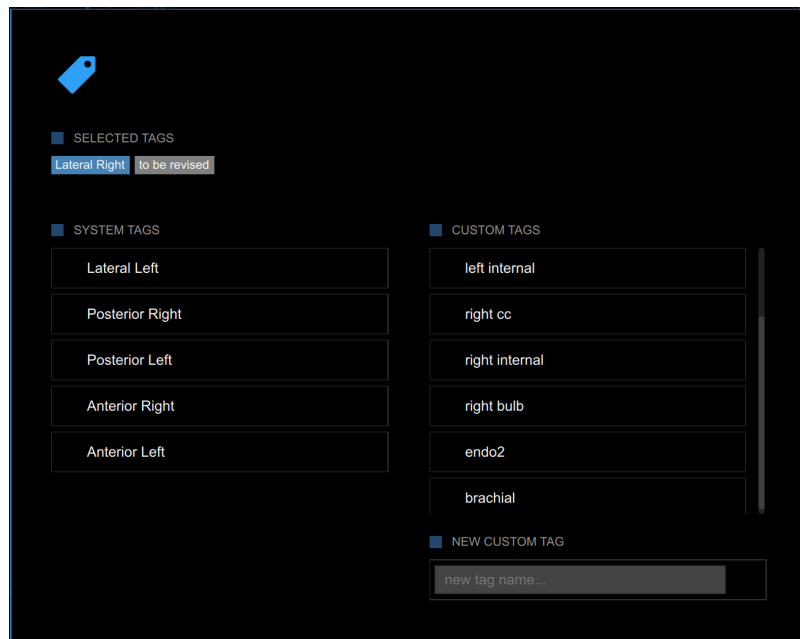 SELECTED TAGS
Lateral Right to be revised
SYSTEM TAGS
Lateral Left
Posterior Right
Posterior Left
Anterior Right
Anterior Left
CUSTOM TAGS
left internal
right cc
right internal
right bulb
endo2
brachial
NEW CUSTOM TAG
new tag name...